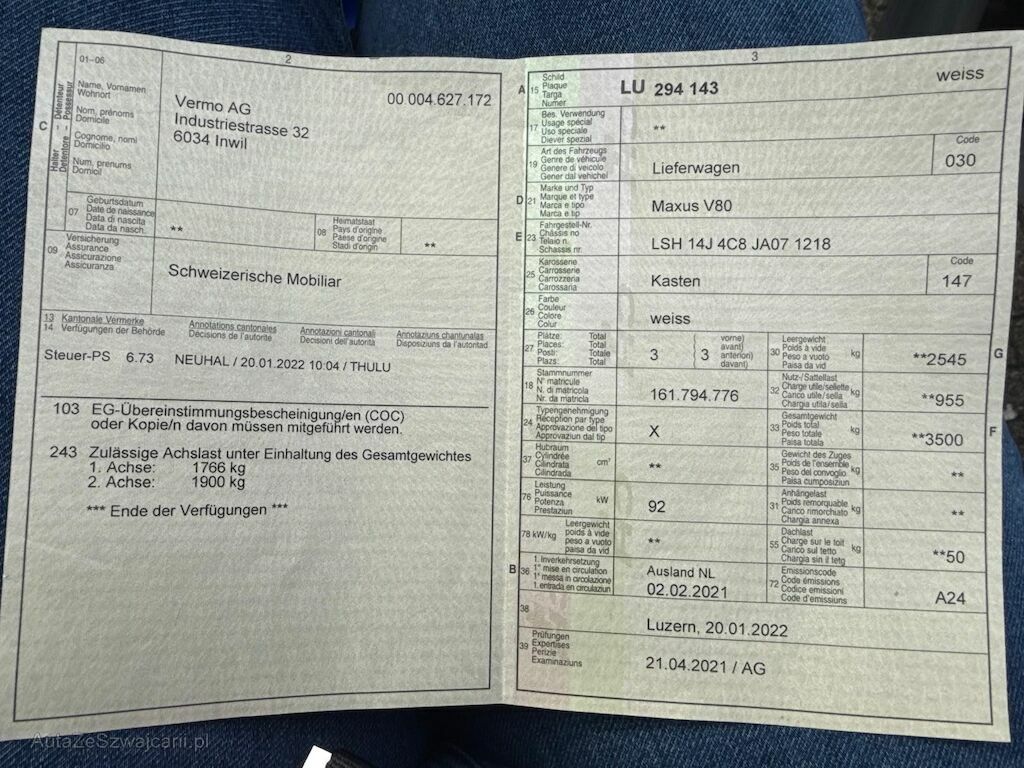 2
01-06
Name, Vornamen
Wohnort
Nom, prénoms
Domicile
Cognome, nomi
Domicilio
Num, prenums
Domicil
C
Halter
Détenteur
Detentore
Possessur
Vermo AG
Industriestrasse 32
6034 Inwil
00.004.627.172
07
Geburtsdatum
Date de naissance
Data di nascita
Data da nasch.
**
08
Heimatstaat
Pays d'origine
Paese d'origine
Stadi d'origin
**
09
Versicherung
Assurance
Assicurazione
Assicuranza
Schweizerische Mobiliar
13 Kantonale Vermerke
14 Verfügungen der Behörde
Annotations cantonales
Décisions de l'autorité
Annotazioni cantonali
Decisioni dell'autorità
Annotaziuns chantunalas
Disposiziuns da l'autoritad
Steuer-PS 6.73 NEUHAL / 20.01.2022 10:04 / THULU
103 EG-Übereinstimmungsbescheinigung/en (COC)
oder Kopie/n davon müssen mitgeführt werden.
243 Zulässige Achslast unter Einhaltung des Gesamtgewichtes
1. Achse: 1766 kg
2. Achse: 1900 kg
*** Ende der Verfügungen ***
3
A
15
Schild
Plaque
Targa
Numer
LU 294 143
weiss
17
Bes. Verwendung
Usage spécial
Uso speciale
Diever spezial
**
19
Art des Fahrzeugs
Genre de véhicule
Genere di veicolo
Gener dal vehichel
Lieferwagen
Code
030
D
21
Marke und Typ
Marque et type
Marca e tipo
Marca e tip
Maxus V80
E
23
Fahrgestell-Nr.
Châssis no
Telaio n.
Schassis nr.
LSH 14J 4C8 JA07 1218
25
Karosserie
Carrosserie
Carrozzeria
Carossaria
Kasten
Code
147
26
Farbe
Couleur
Colore
Colur
weiss
27
Plätze: Total
Places: Total
Posti: Totale
Plazs: Total
3
vorne)
avant)
anteriori)
davant)
3
30
Leergewicht
Poids à vide
Peso a vuoto
Paisa da vid
kg
**2545
G
18
Stammnummer
N° matricule
N. di matricola
Nr. da matricla
161.794.776
32
Nutz-/Sattellast
Charge utile/sellette
Carico utile/sella
Chargia utila/sella
kg
**955
24
Typengenehmigung
Réception par type
Approvazione del tipo
Approvaziun dal tip
X
33
Gesamtgewicht
Poids total
Peso totale
Paisa totala
kg
**3500
F
37
Hubraum
Cylindrée
Cilindrata
Cilindrada
cm³
**
35
Gewicht des Zuges
Poids de l'ensemble
Peso del convoglio
Paisa cumposiziun
kg
**
76
Leistung
Puissance
Potenza
Prestaziun
kW
92
31
Anhängelast
Poids remorquable
Carico rimorchiato
Chargia annexa
kg
**
78 kW/kg
Leergewicht
poids à vide
peso a vuoto
paisa da vid
**
55
Dachlast
Charge sur le toit
Carico sul tetto
Chargia sin il tetg
kg
**50
B
36
1. Inverkehrsetzung
1re mise en circulation
1a messa in circolazione
1. entrada en circulaziun
Ausland NL
02.02.2021
72
Emissionscode
Code émissions
Codice emissioni
Code d'emissiuns
A24
38
Luzern, 20.01.2022
39
Prüfungen
Expertises
Perizie
Examinaziuns
21.04.2021 / AG
AutaZeSzwajcarii.pl